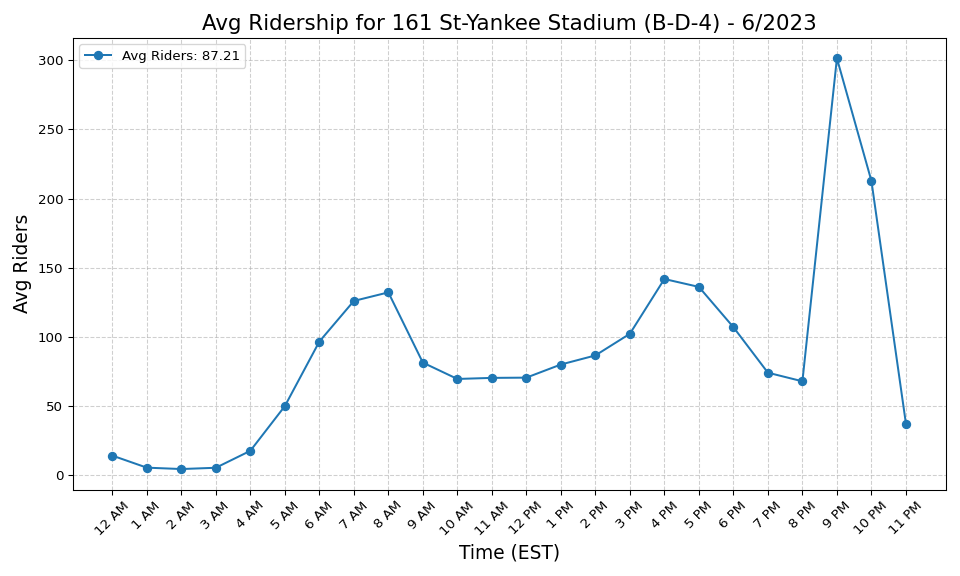 Avg Ridership for 161 St-Yankee Stadium (B-D-4) - 6/2023
Avg Riders: 87.21
Avg Riders
300
250
200
150
100
50
0
12 AM
1 AM
2 AM
3 AM
4 AM
5 AM
6 AM
7 AM
8 AM
9 AM
10 AM
11 AM
12 PM
1 PM
2 PM
3 PM
4 PM
5 PM
6 PM
7 PM
8 PM
9 PM
10 PM
11 PM
Time (EST)